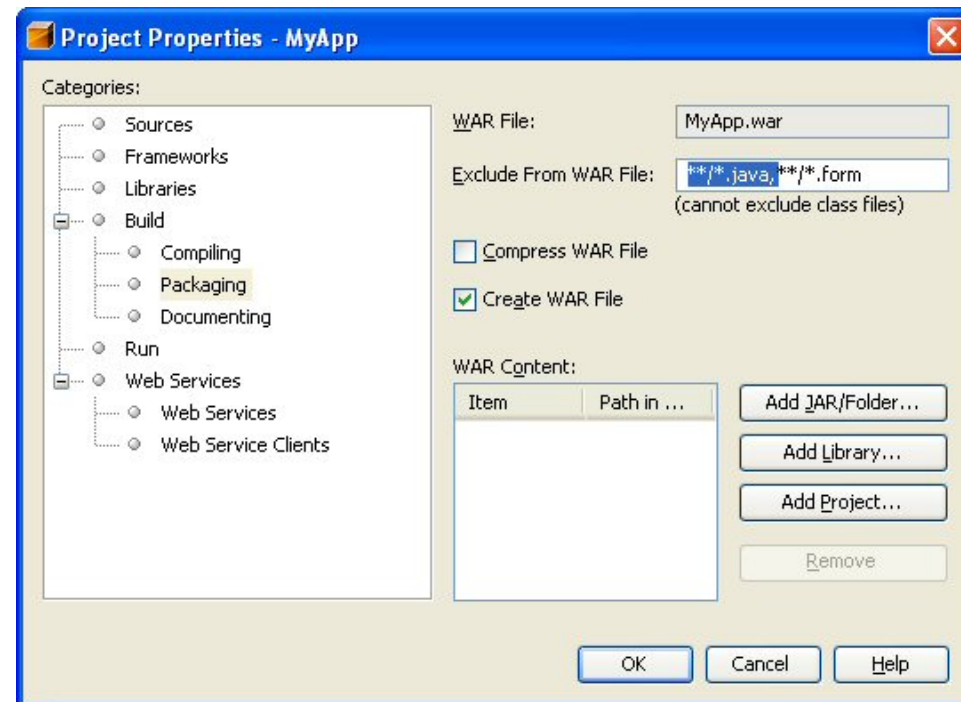 Project Properties - MyApp
Categories:
Sources
Frameworks
Libraries
Build
Compiling
Packaging
Documenting
Run
Web Services
Web Services
Web Service Clients
WAR File: MyApp.war
Exclude From WAR File: **/*.java,**/*.form
(cannot exclude class files)
Compress WAR File
Create WAR File
WAR Content:
Item Path in ...
Add JAR/Folder...
Add Library...
Add Project...
Remove
OK Cancel Help